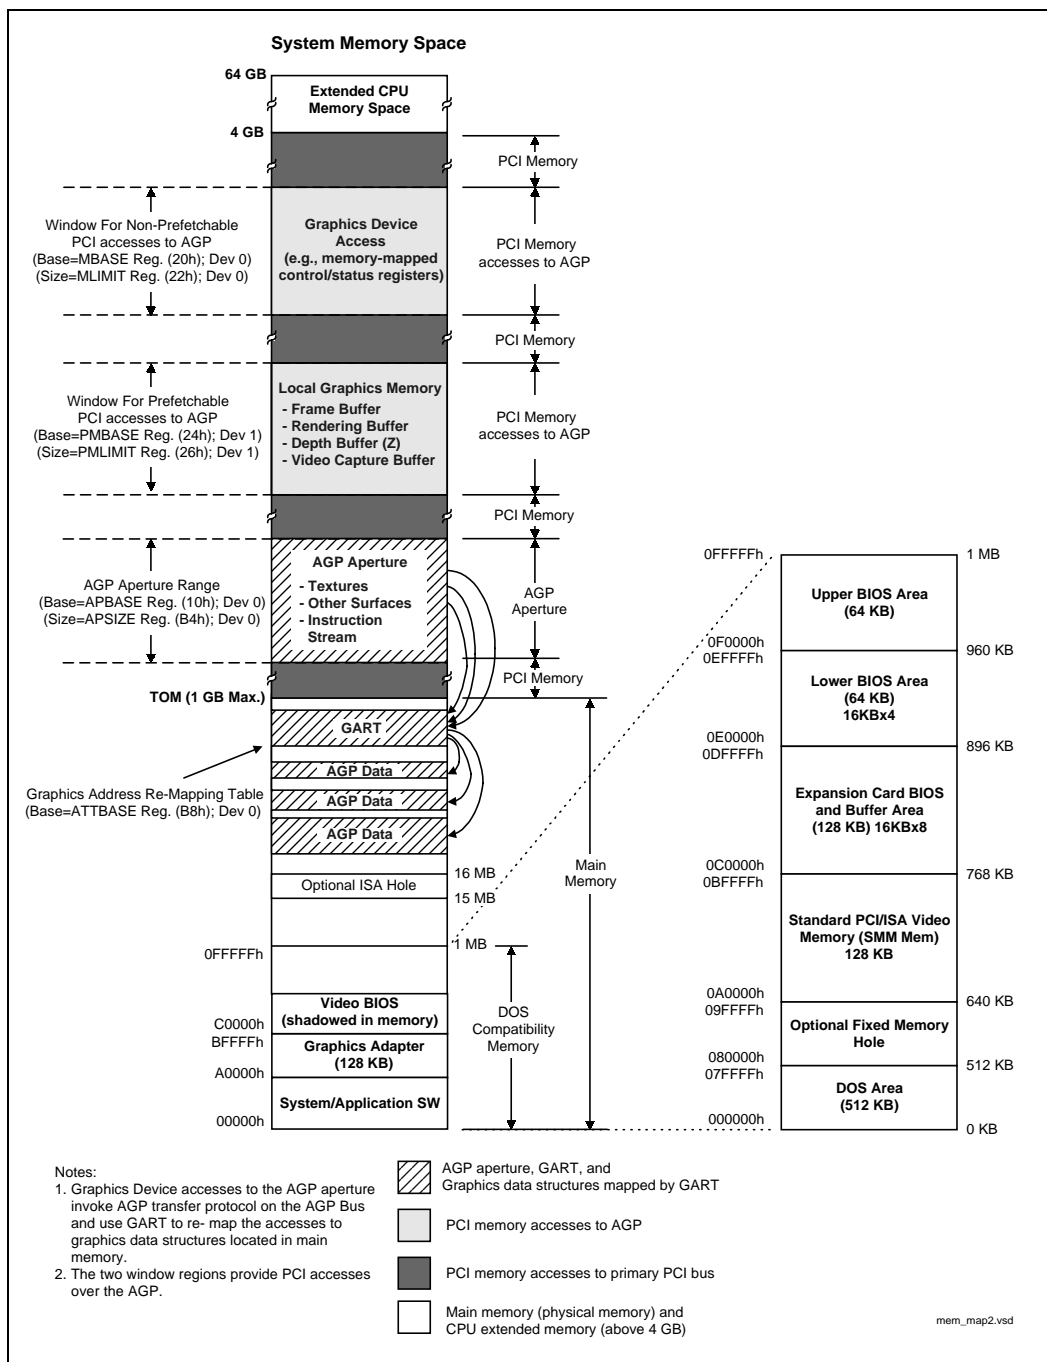 System Memory Space
64 GB
Extended CPU
Memory Space
4 GB
PCI Memory
Window For Non-Prefetchable
PCI accesses to AGP
(Base=MBASE Reg. (20h); Dev 0)
(Size=MLIMIT Reg. (22h); Dev 0)
Graphics Device
Access
(e.g., memory-mapped
control/status registers)
PCI Memory
accesses to AGP
PCI Memory
Window For Prefetchable
PCI accesses to AGP
(Base=PMBASE Reg. (24h); Dev 1)
(Size=PMLIMIT Reg. (26h); Dev 1)
Local Graphics Memory
- Frame Buffer
- Rendering Buffer
- Depth Buffer (Z)
- Video Capture Buffer
PCI Memory
accesses to AGP
PCI Memory
AGP Aperture Range
(Base=APBASE Reg. (10h); Dev 0)
(Size=APSIZE Reg. (B4h); Dev 0)
AGP Aperture
- Textures
- Other Surfaces
- Instruction
Stream
AGP
Aperture
PCI Memory
TOM (1 GB Max.)
GART
AGP Data
AGP Data
AGP Data
Graphics Address Re-Mapping Table
(Base=ATTBASE Reg. (B8h); Dev 0)
16 MB
Optional ISA Hole
15 MB
Main
Memory
1 MB
0FFFFFh
Video BIOS
(shadowed in memory)
C0000h
BFFFFh
Graphics Adapter
(128 KB)
A0000h
System/Application SW
00000h
DOS
Compatibility
Memory
0FFFFFh
1 MB
Upper BIOS Area
(64 KB)
0F0000h
0EFFFFh
960 KB
Lower BIOS Area
(64 KB)
16KBx4
0E0000h
0DFFFFh
896 KB
Expansion Card BIOS
and Buffer Area
(128 KB) 16KBx8
0C0000h
0BFFFFh
768 KB
Standard PCI/ISA Video
Memory (SMM Mem)
128 KB
0A0000h
09FFFFh
640 KB
Optional Fixed Memory
Hole
080000h
07FFFFh
512 KB
DOS Area
(512 KB)
000000h
0 KB
Notes:
1. Graphics Device accesses to the AGP aperture
invoke AGP transfer protocol on the AGP Bus
and use GART to re- map the accesses to
graphics data structures located in main
memory.
2. The two window regions provide PCI accesses
over the AGP.
AGP aperture, GART, and
Graphics data structures mapped by GART
PCI memory accesses to AGP
PCI memory accesses to primary PCI bus
Main memory (physical memory) and
CPU extended memory (above 4 GB)
mem_map2.vsd